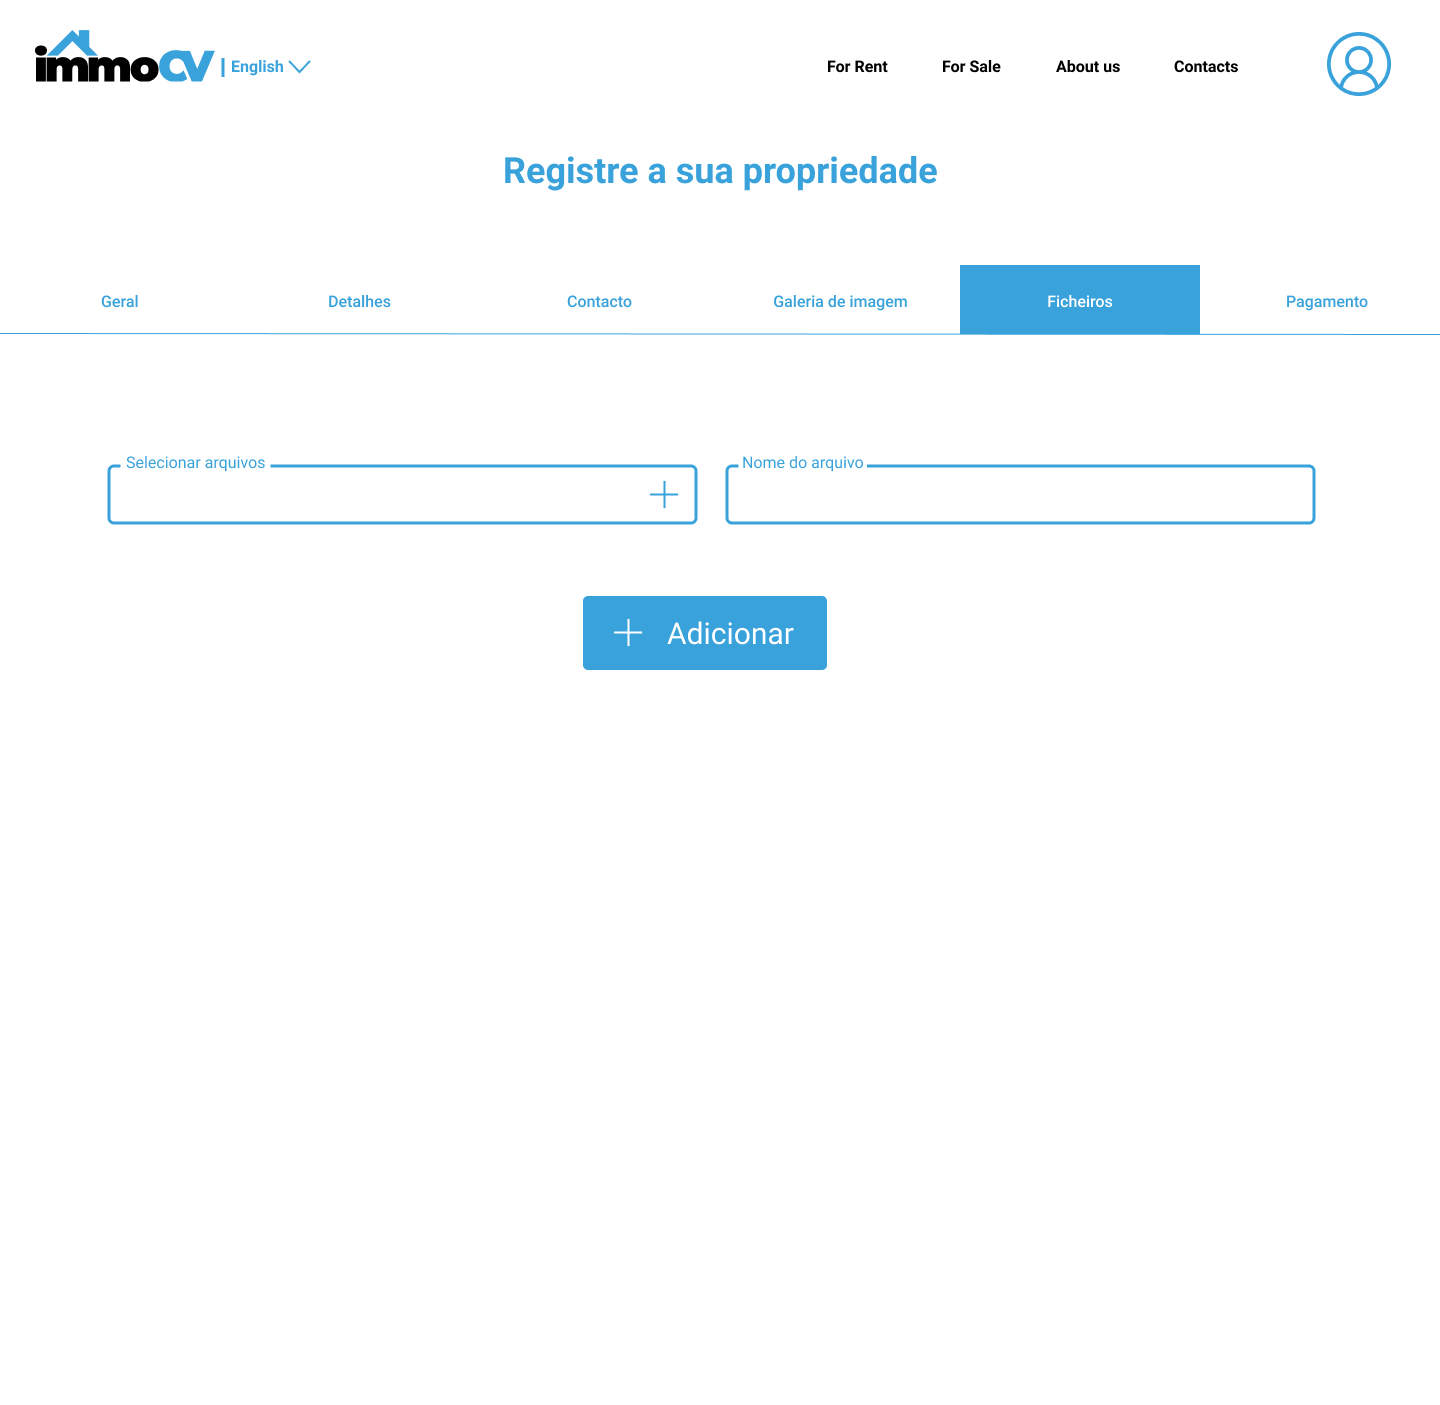 immoCV | English
For Rent For Sale About us Contacts
Registre a sua propriedade
Geral Detalhes Contacto Galeria de imagem Ficheiros Pagamento
Selecionar arquivos Nome do arquivo
Adicionar